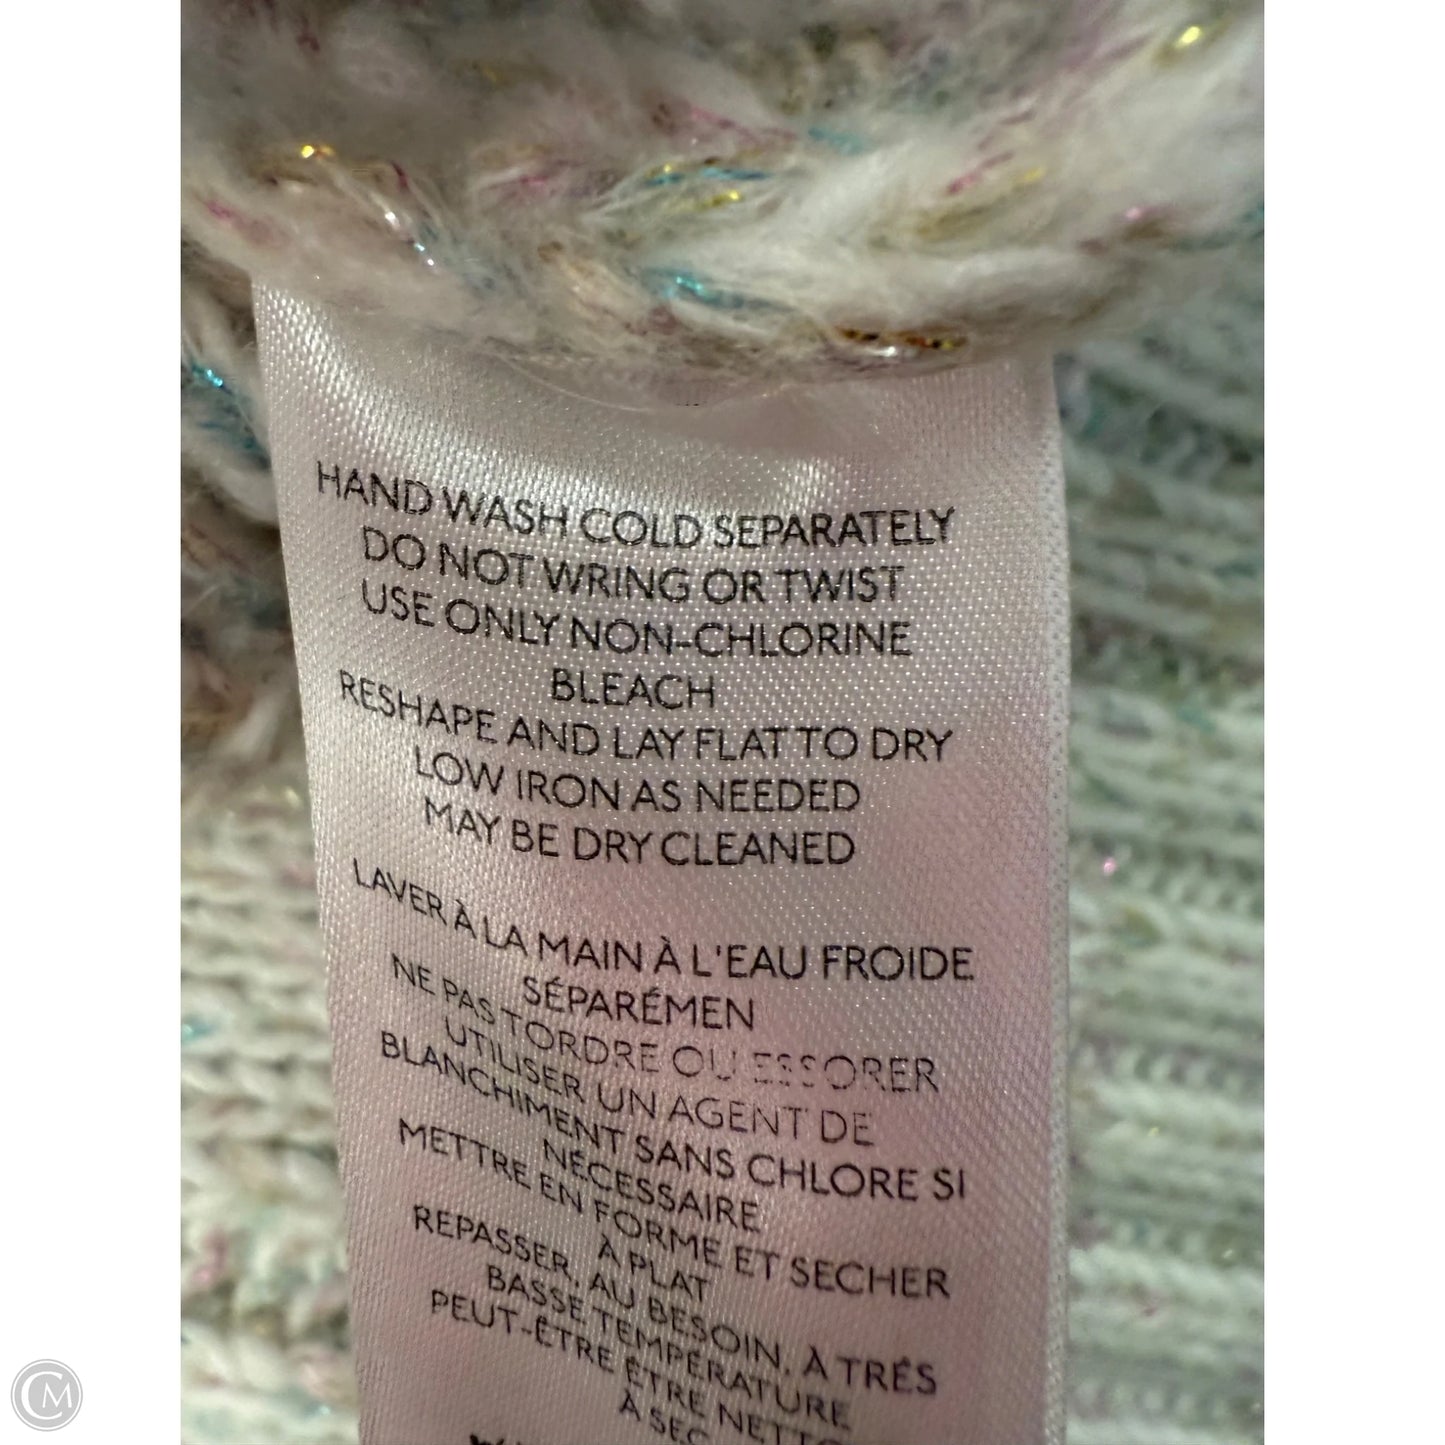 HAND WASH COLD SEPARATELY
DO NOT WRING OR TWIST
USE ONLY NON-CHLORINE
BLEACH
RESHAPE AND LAY FLAT TO DRY
LOW IRON AS NEEDED
MAY BE DRY CLEANED
LAVER À LA MAIN À L'EAU FROIDE
SÉPARÉMEN
NE PAS TORDRE OU ESSORER
UTILISER UN AGENT DE
BLANCHIMENT SANS CHLORE SI
NÉCESSAIRE
METTRE EN FORME ET SECHER
À PLAT
REPASSER, AU BESOIN, À TRÉS
BASSE TEMPÉRATURE
PEUT-ÊTRE ÊTRE NETTO
À SEC
CM